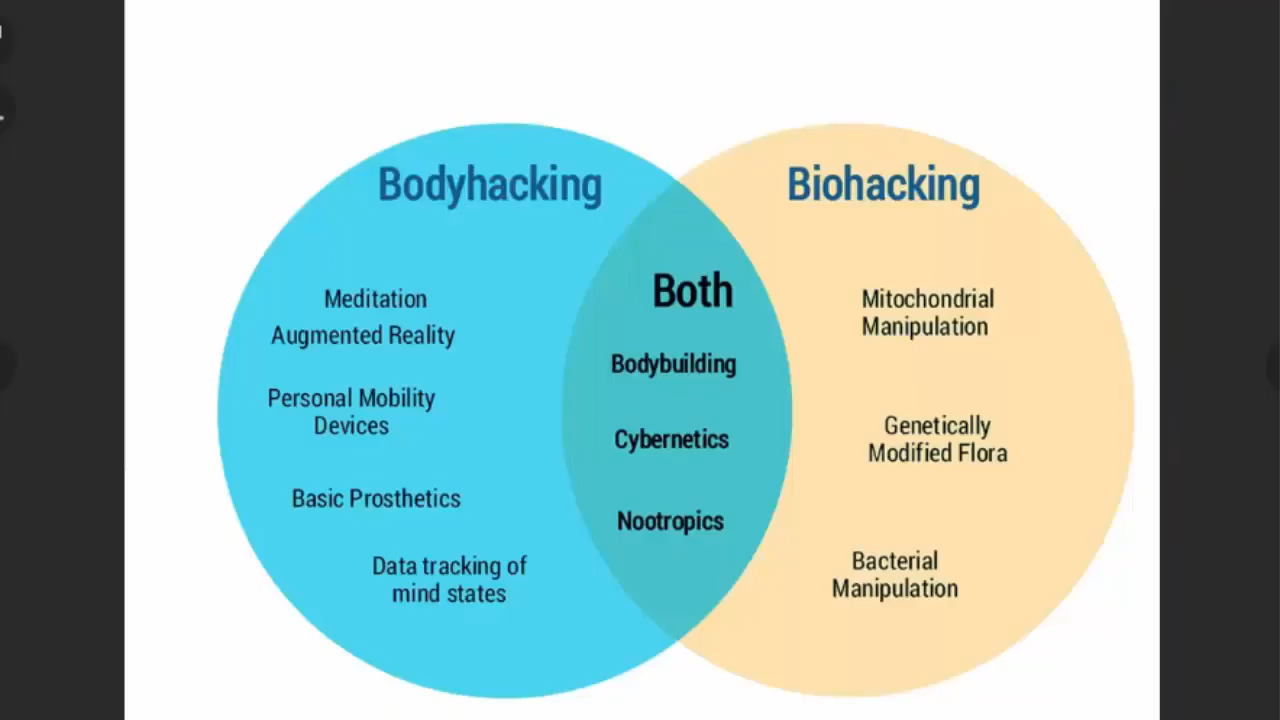 Bodyhacking
Meditation
Augmented Reality
Personal Mobility
Devices
Basic Prosthetics
Data tracking of
mind states
Both
Bodybuilding
Cybernetics
Nootropics
Biohacking
Mitochondrial
Manipulation
Genetically
Modified Flora
Bacterial
Manipulation